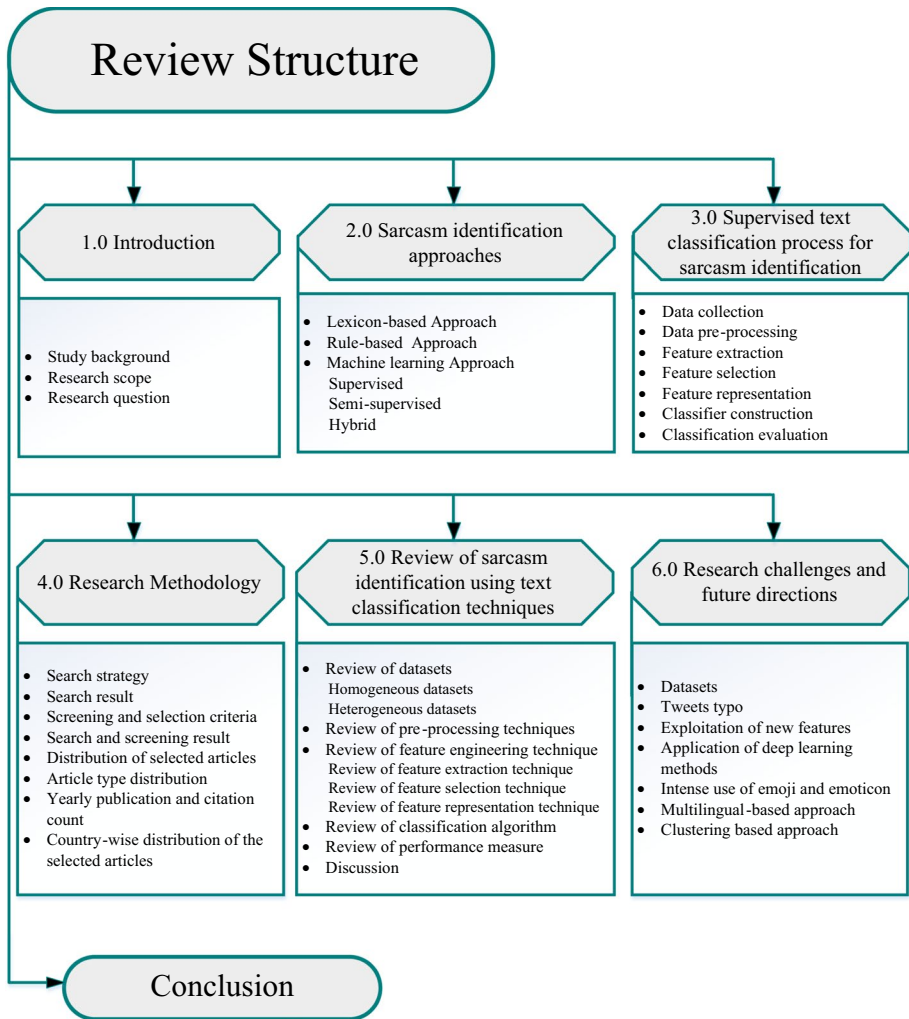 Review Structure
1.0 Introduction
• Study background
• Research scope
• Research question
2.0 Sarcasm identification
approaches
• Lexicon-based Approach
• Rule-based Approach
• Machine learning Approach
Supervised
Semi-supervised
Hybrid
3.0 Supervised text
classification process for
sarcasm identification
• Data collection
• Data pre-processing
• Feature extraction
• Feature selection
• Feature representation
• Classifier construction
• Classification evaluation
4.0 Research Methodology
• Search strategy
• Search result
• Screening and selection criteria
• Search and screening result
• Distribution of selected articles
• Article type distribution
• Yearly publication and citation
count
• Country-wise distribution of the
selected articles
5.0 Review of sarcasm
identification using text
classification techniques
• Review of datasets
Homogeneous datasets
Heterogeneous datasets
• Review of pre-processing techniques
• Review of feature engineering technique
Review of feature extraction technique
Review of feature selection technique
Review of feature representation technique
• Review of classification algorithm
• Review of performance measure
• Discussion
6.0 Research challenges and
future directions
• Datasets
• Tweets typo
• Exploitation of new features
• Application of deep learning
methods
• Intense use of emoji and emoticon
• Multilingual-based approach
• Clustering based approach
Conclusion